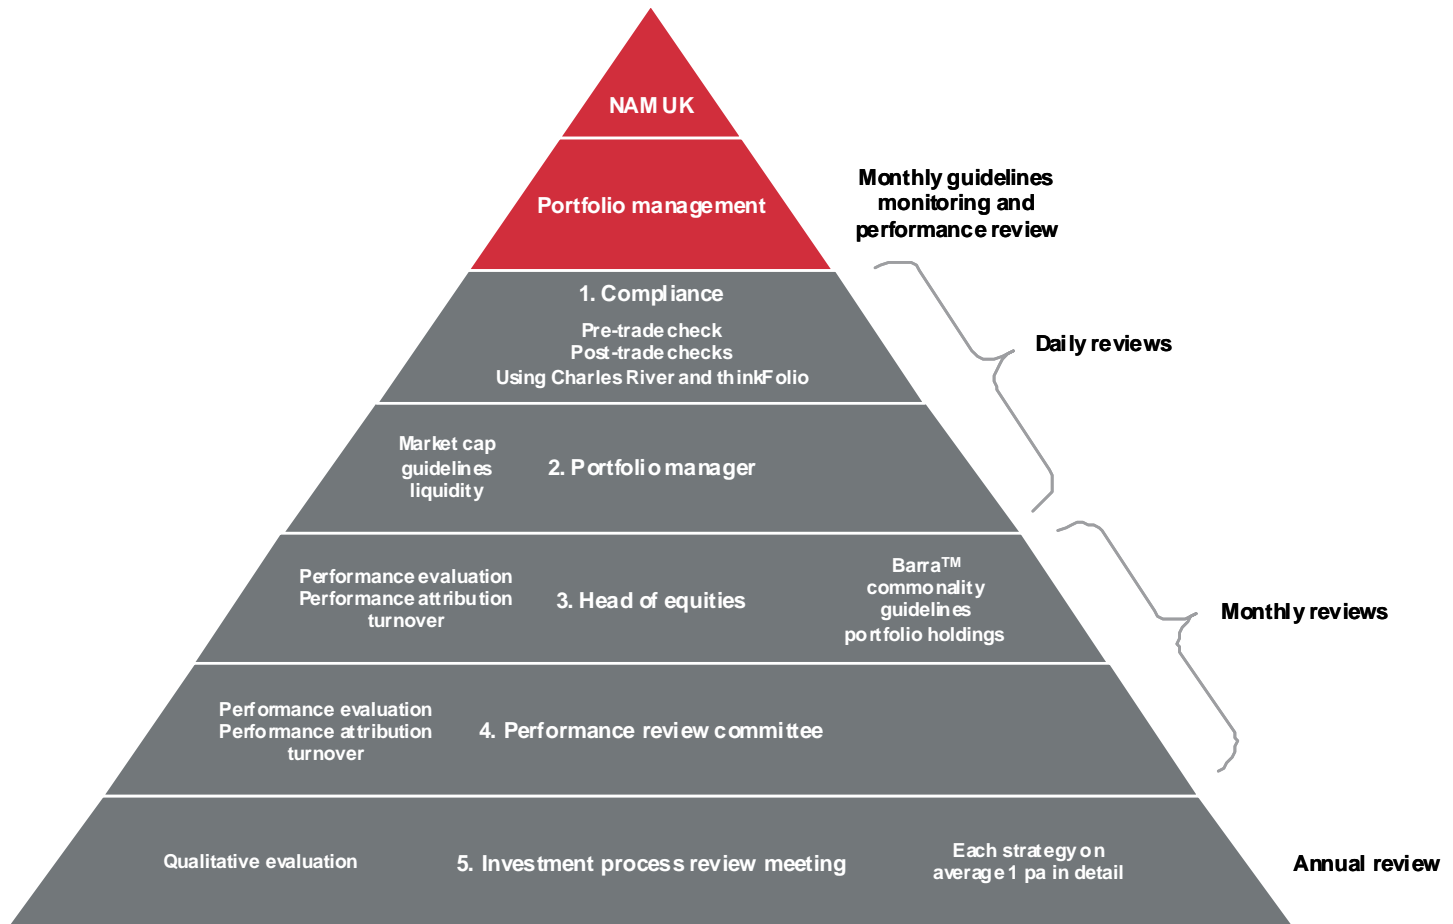 NAM UK
Portfolio management
Monthly guidelines
monitoring and
performance review
1. Compliance
Pre-trade check
Post-trade checks
Using Charles River and thinkFolio
Daily reviews
Market cap
guidelines
liquidity
2. Portfolio manager
Performance evaluation
Performance attribution
turnover
3. Head of equities
Barra™
commonality
guidelines
portfolio holdings
Monthly reviews
Performance evaluation
Performance attribution
turnover
4. Performance review committee
Qualitative evaluation
5. Investment process review meeting
Each strategy on
average 1 pa in detail
Annual review